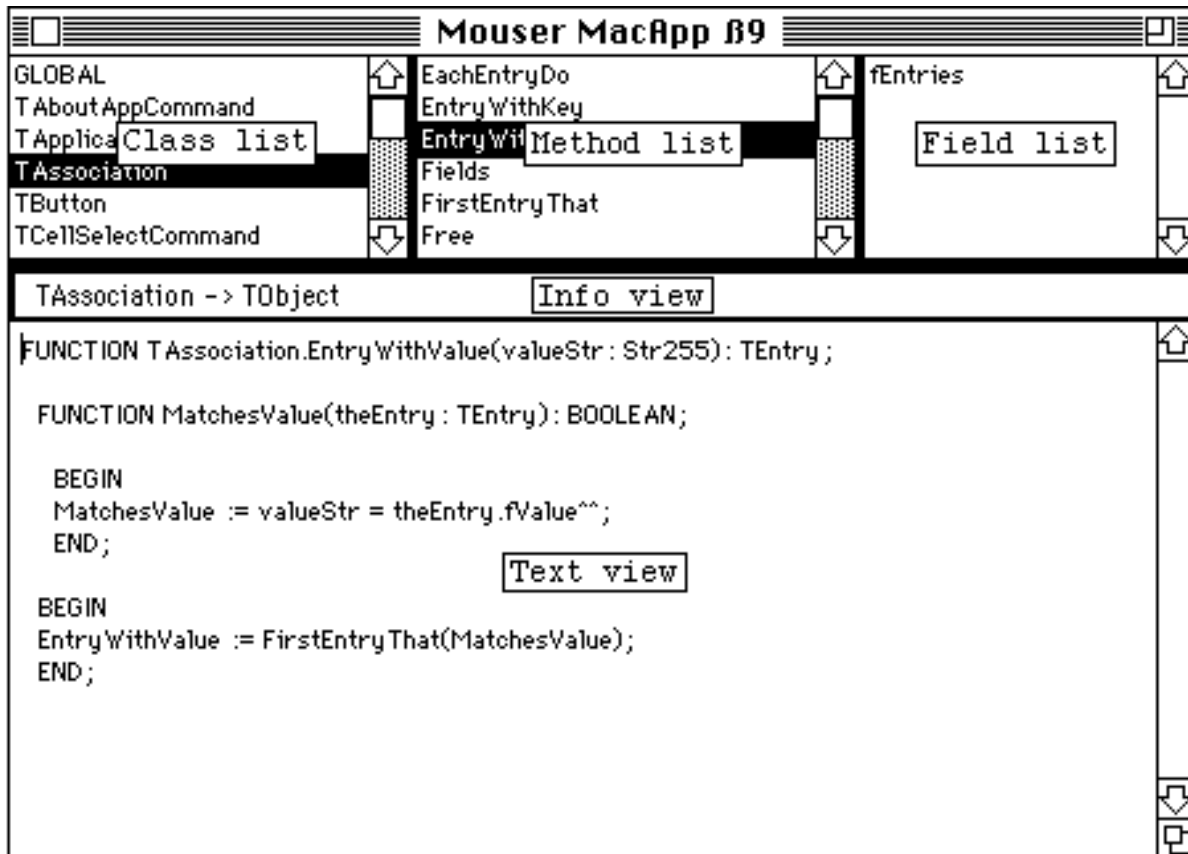 Mouser MacApp ß9
GLOBAL
TAboutAppCommand
TApplica
Class list
TAssociation
TButton
TCellSelectCommand
EachEntryDo
EntryWithKey
EntryWit
Method list
Fields
FirstEntryThat
Free
fEntries
Field list
TAssociation -> TObject
Info view
FUNCTION TAssociation.EntryWithValue(valueStr : Str255) : TEntry;
FUNCTION MatchesValue(theEntry : TEntry) : BOOLEAN;
BEGIN
MatchesValue := valueStr = theEntry.fValue^^;
END;
Text view
BEGIN
EntryWithValue := FirstEntryThat(MatchesValue);
END;